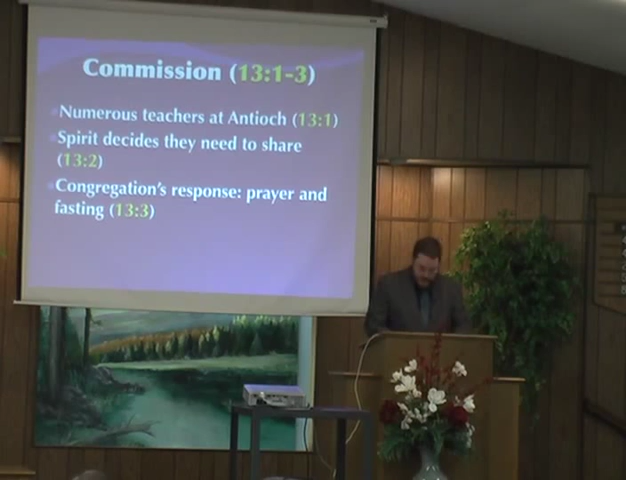 Commission (13:1-3)
Numerous teachers at Antioch (13:1)
Spirit decides they need to share
(13:2)
Congregation's response: prayer and
fasting (13:3)